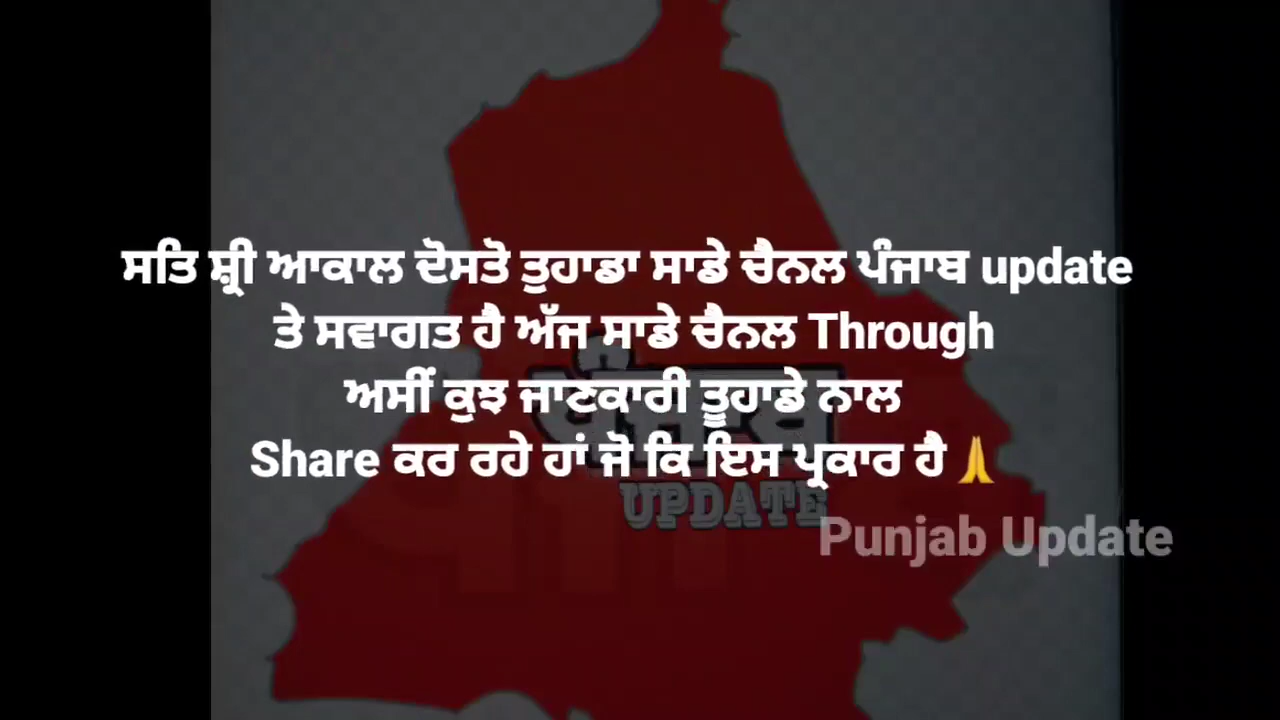 ਸਤਿ ਸ਼੍ਰੀ ਆਕਾਲ ਦੋਸਤੋ ਤੁਹਾਡਾ ਸਾਡੇ ਚੈਨਲ ਪੰਜਾਬ update
ਤੇ ਸਵਾਗਤ ਹੈ ਅੱਜ ਸਾਡੇ ਚੈਨਲ Through
ਅਸੀਂ ਕੁਝ ਜਾਣਕਾਰੀ ਤੂਹਾਡੇ ਨਾਲ
Share ਕਰ ਰਹੇ ਹਾਂ ਜੋ ਕਿ ਇਸ ਪ੍ਰਕਾਰ ਹੈ 🙏
ਪੰਜਾਬ
UPDATE
Punjab Update